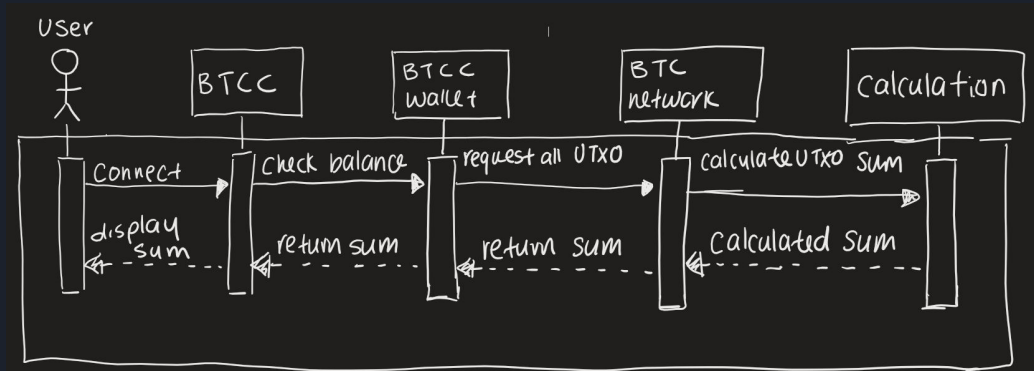 User
BTCC
BTCC
wallet
BTC
network
Calculation
Connect
Check balance
request all UTXO
calculate UTXO sum
display
sum
return sum
return sum
Calculated sum